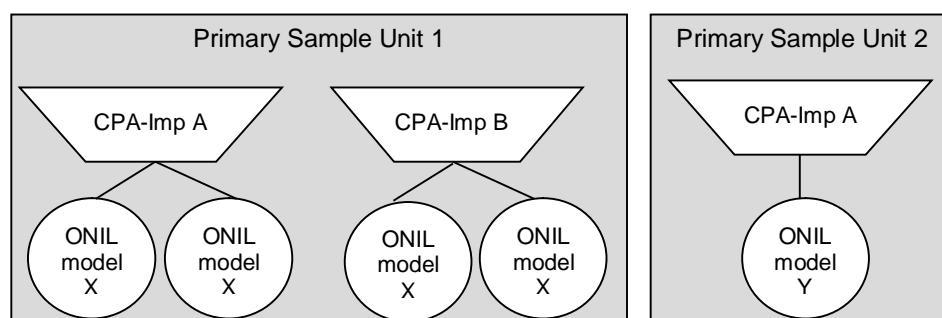 Primary Sample Unit 1
CPA-Imp A
CPA-Imp B
ONIL
model
X
ONIL
model
X
ONIL
model
X
ONIL
model
X
Primary Sample Unit 2
CPA-Imp A
ONIL
model
Y